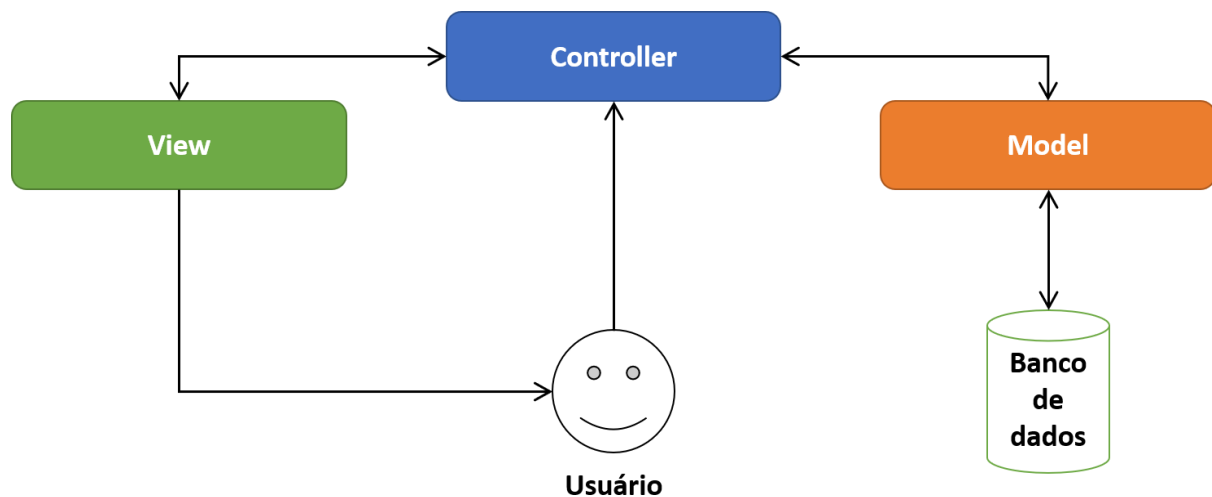 Controller
View
Model
Banco
de
dados
Usuário